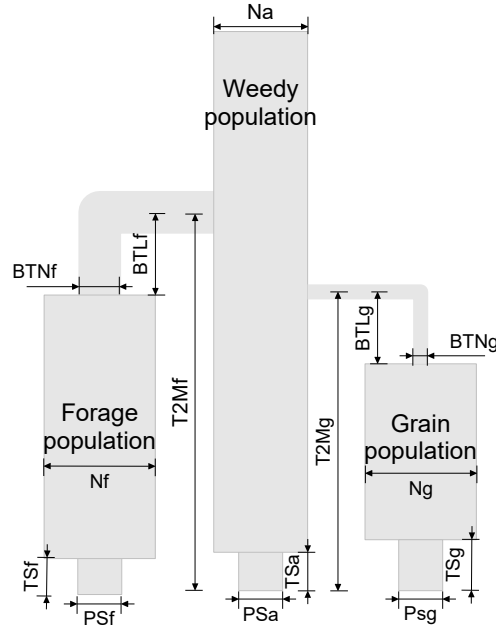 Na
Weedy
population
BTNf
BTLf
BTLg
BTNg
T2Mf
T2Mg
Forage
population
Nf
Grain
population
Ng
TSf
TSa
TSg
PSf
PSa
Psg